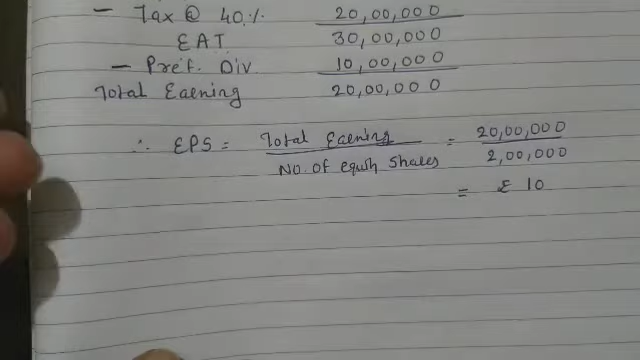 - Tax @ 40% 20,00,000
EAT 30,00,000
- Pref. Div. 10,00,000
Total Earning 20,00,000
∴ EPS = Total Earning / No of equity Shares = 20,00,000 / 2,00,000
= £ 10